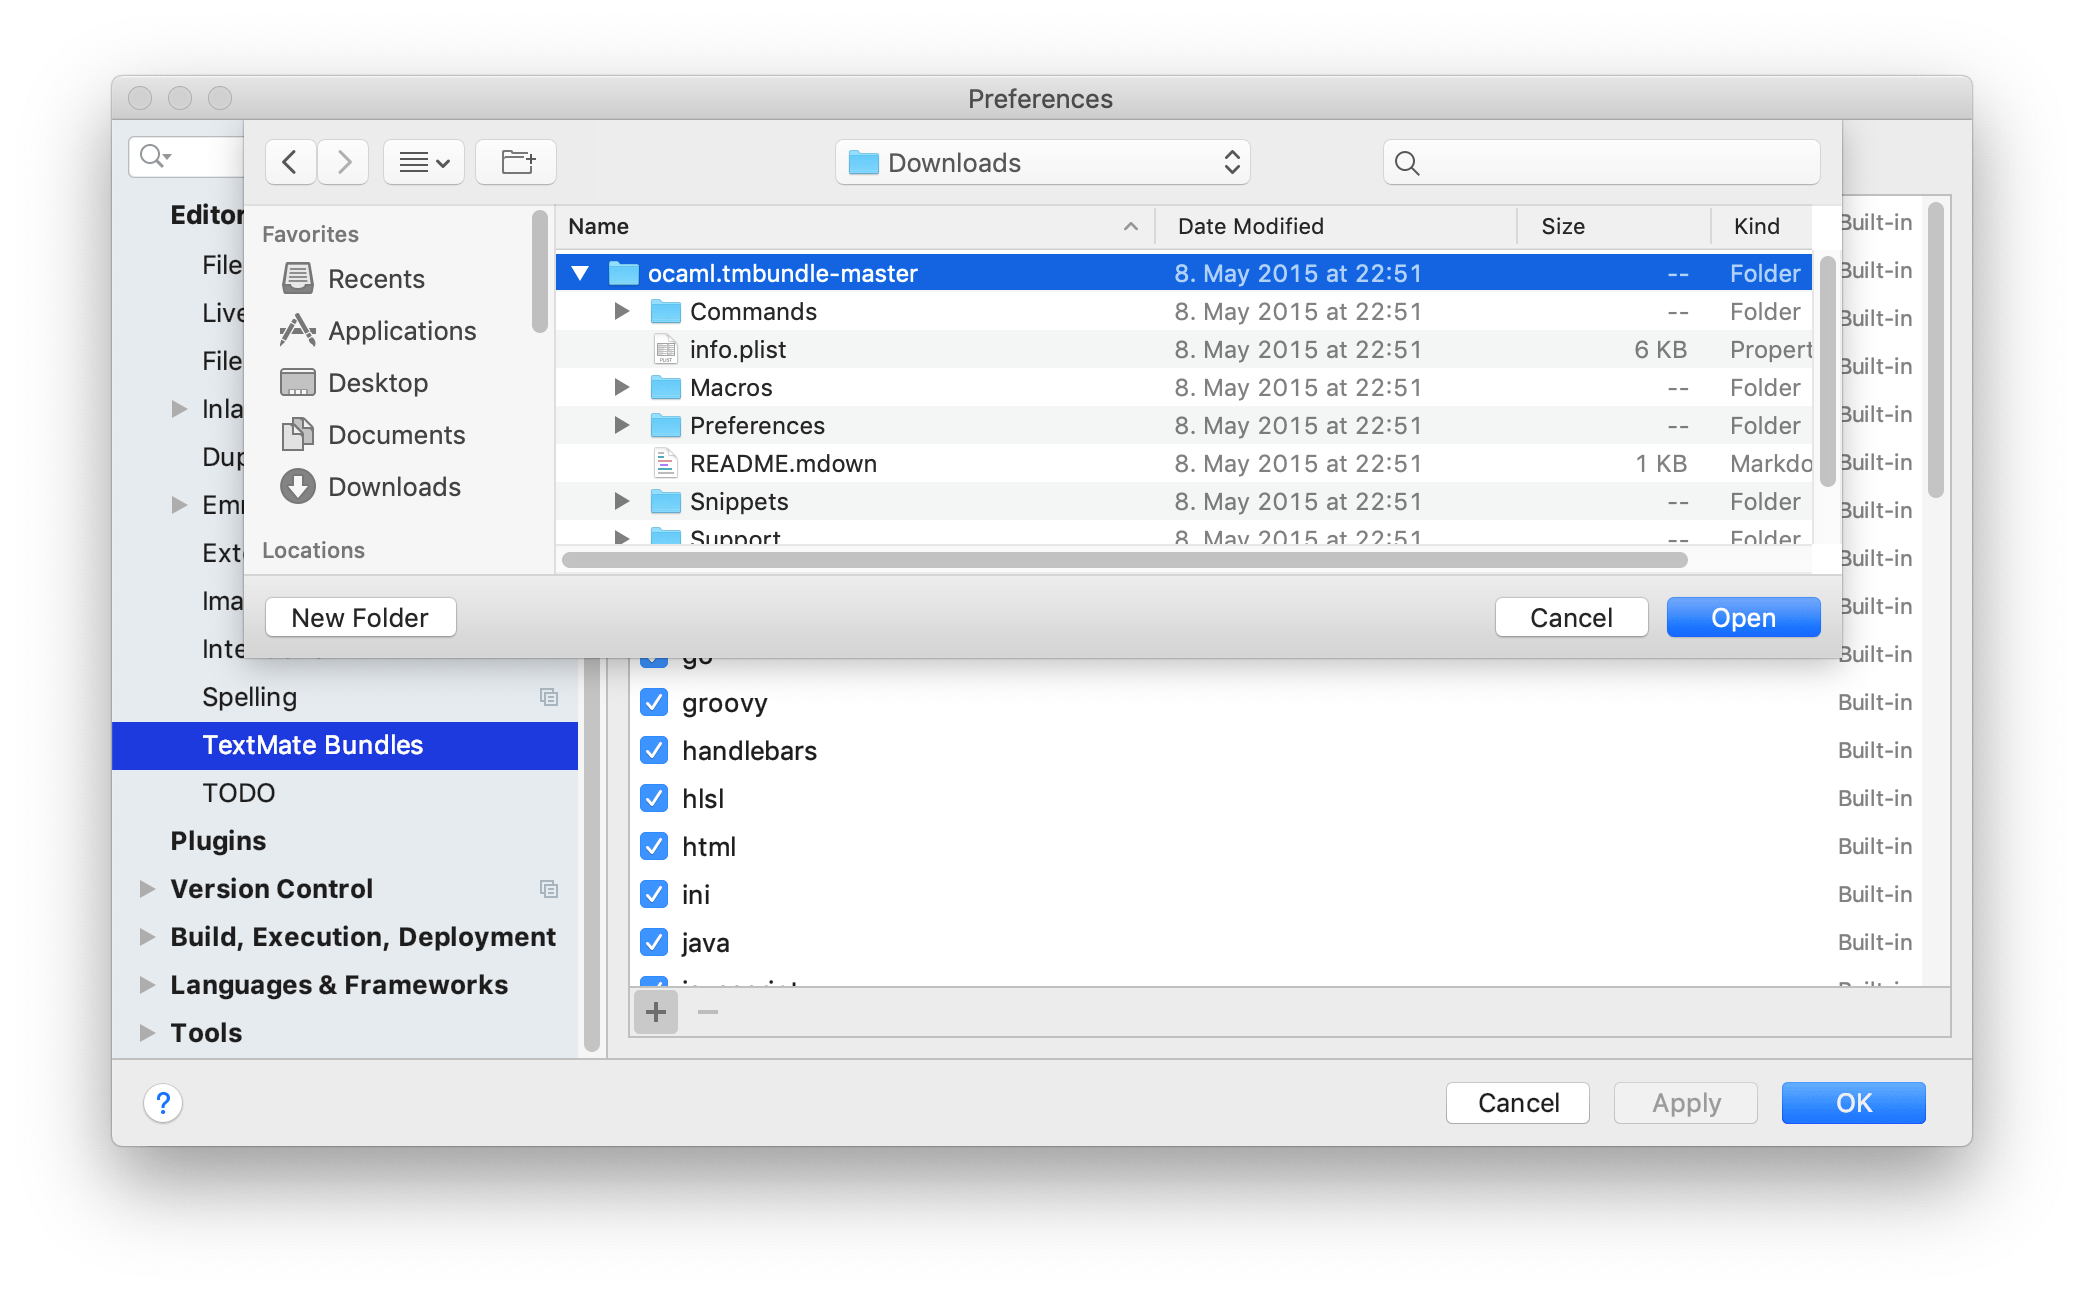 Preferences
Downloads
Editor
File
Live
File
Inla
Dup
Emm
Exte
Ima
Inte
Spelling
TextMate Bundles
TODO
Plugins
Version Control
Build, Execution, Deployment
Languages & Frameworks
Tools
Favorites
Recents
Applications
Desktop
Documents
Downloads
Locations
Name Date Modified Size Kind
ocaml.tmbundle-master 8. May 2015 at 22:51 -- Folder
Commands 8. May 2015 at 22:51 -- Folder
info.plist 8. May 2015 at 22:51 6 KB Propert
Macros 8. May 2015 at 22:51 -- Folder
Preferences 8. May 2015 at 22:51 -- Folder
README.mdown 8. May 2015 at 22:51 1 KB Markdo
Snippets 8. May 2015 at 22:51 -- Folder
Support 8. May 2015 at 22:51 -- Folder
New Folder Cancel Open
Built-in
Built-in
Built-in
Built-in
Built-in
Built-in
Built-in
Built-in
Built-in
go Built-in
groovy Built-in
handlebars Built-in
hlsl Built-in
html Built-in
ini Built-in
java Built-in
javascript Built-in
? Cancel Apply OK